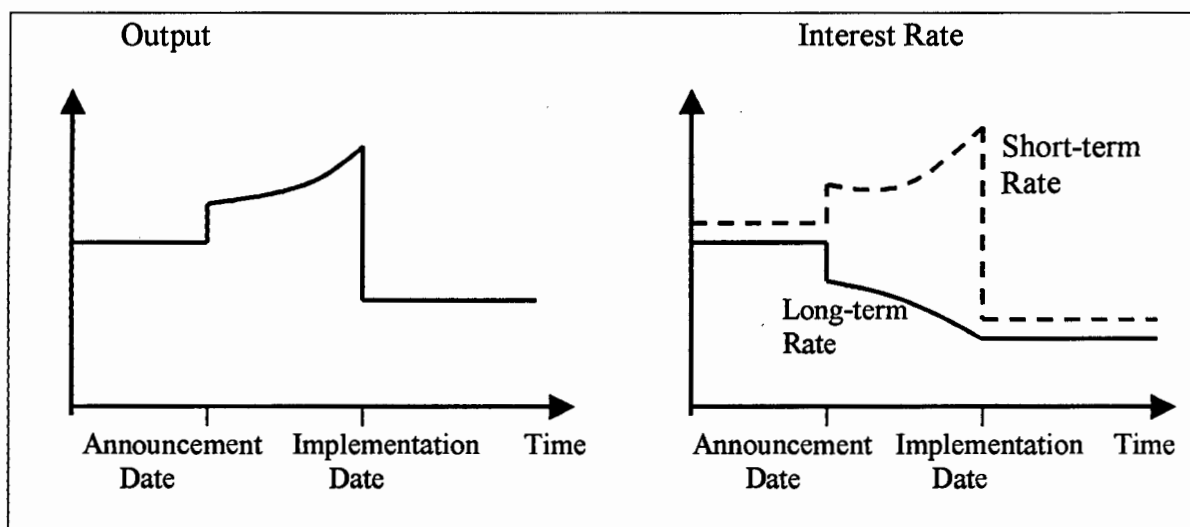 Output
Announcement
Date
Implementation
Date
Time
Interest Rate
Short-term
Rate
Long-term
Rate
Announcement
Date
Implementation
Date
Time